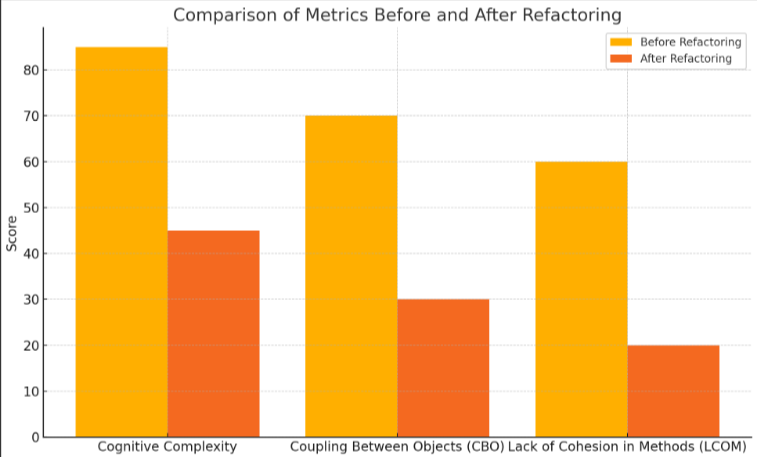 Comparison of Metrics Before and After Refactoring
Before Refactoring
After Refactoring
Score
80
70
60
50
40
30
20
10
0
Cognitive Complexity
Coupling Between Objects (CBO)
Lack of Cohesion in Methods (LCOM)